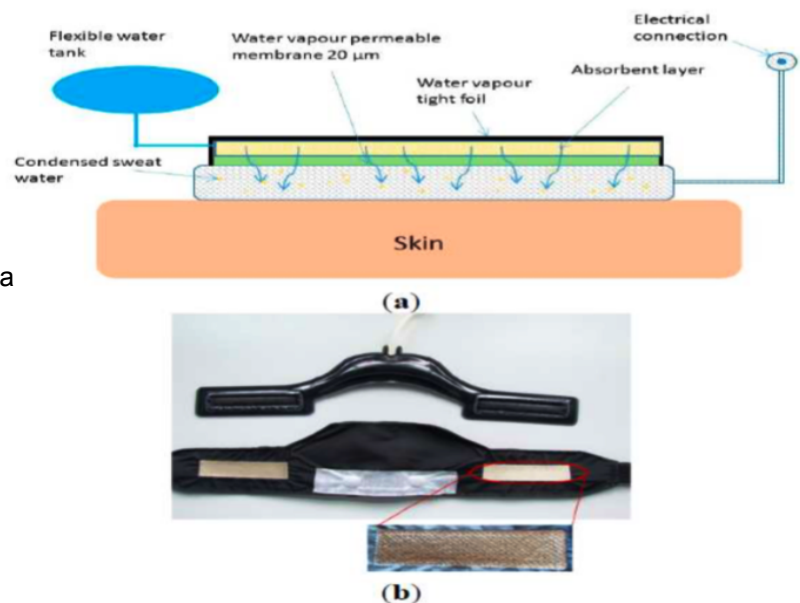 Electrical
connection
Flexible water
tank
Water vapour permeable
membrane 20 µm
Water vapour
tight foil
Absorbent layer
Condensed sweat
water
Skin
a
(a)
(b)